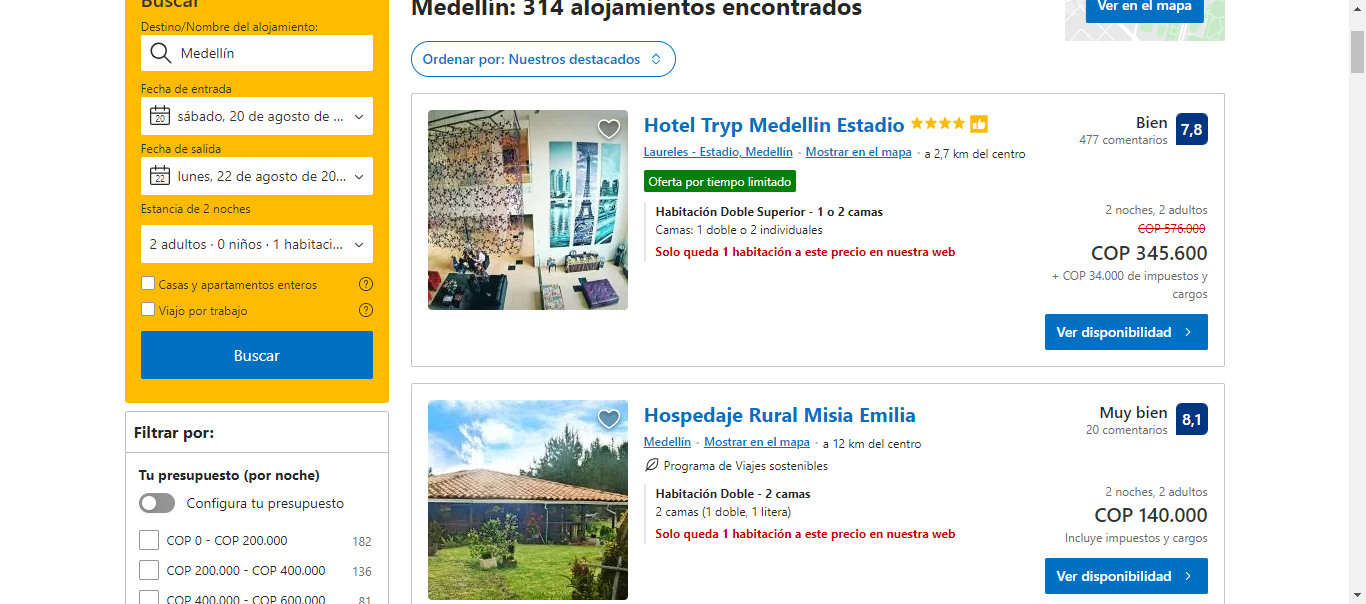 Buscar
Destino/Nombre del alojamiento:
Medellín
Fecha de entrada
20
sábado, 20 de agosto de ...
Fecha de salida
22
lunes, 22 de agosto de 20...
Estancia de 2 noches
2 adultos · 0 niños · 1 habitaci...
Casas y apartamentos enteros
Viajo por trabajo
Buscar
Filtrar por:
Tu presupuesto (por noche)
Configura tu presupuesto
COP 0 - COP 200.000 182
COP 200.000 - COP 400.000 136
COP 400.000 - COP 600.000 81
Medellín: 314 alojamientos encontrados
Ver en el mapa
Ordenar por: Nuestros destacados
Hotel Tryp Medellin Estadio
Laureles - Estadio, Medellín · Mostrar en el mapa · a 2,7 km del centro
Oferta por tiempo limitado
Habitación Doble Superior - 1 o 2 camas
Camas: 1 doble o 2 individuales
Solo queda 1 habitación a este precio en nuestra web
Bien 7,8
477 comentarios
2 noches, 2 adultos
COP 576.000
COP 345.600
+ COP 34.000 de impuestos y
cargos
Ver disponibilidad
Hospedaje Rural Misia Emilia
Medellín · Mostrar en el mapa · a 12 km del centro
Programa de Viajes sostenibles
Habitación Doble - 2 camas
2 camas (1 doble, 1 litera)
Solo queda 1 habitación a este precio en nuestra web
Muy bien 8,1
20 comentarios
2 noches, 2 adultos
COP 140.000
Incluye impuestos y cargos
Ver disponibilidad